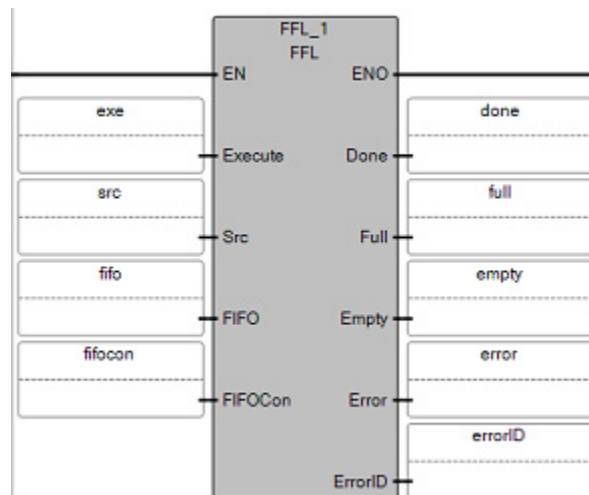 FFL_1
FFL
EN ENO
exe done
Execute Done
src full
Src Full
fifo empty
FIFO Empty
fifocon error
FIFOCon Error
errorID
ErrorID